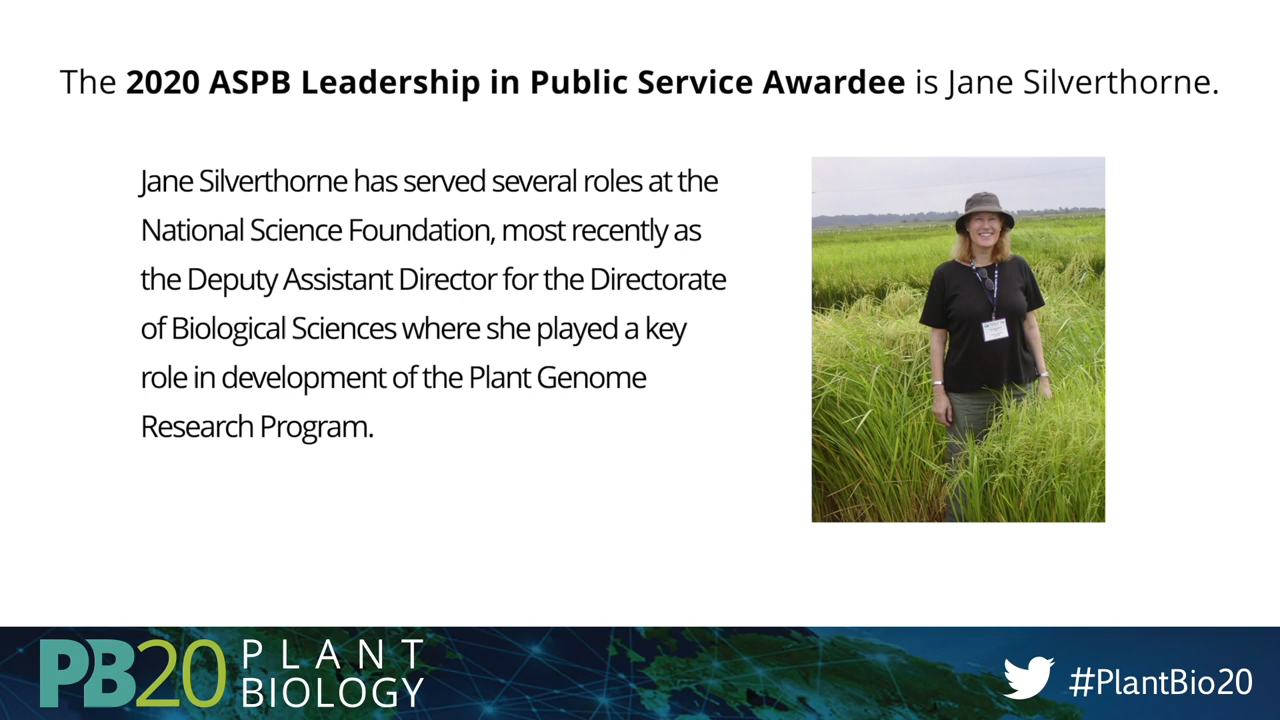 The 2020 ASPB Leadership in Public Service Awardee is Jane Silverthorne.
Jane Silverthorne has served several roles at the
National Science Foundation, most recently as
the Deputy Assistant Director for the Directorate
of Biological Sciences where she played a key
role in development of the Plant Genome
Research Program.
PB20 PLANT
BIOLOGY
#PlantBio20